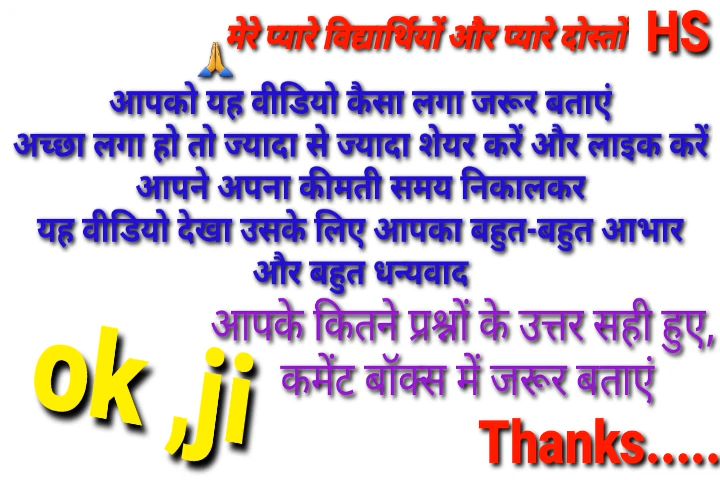 मेरे प्यारे विद्यार्थियों और प्यारे दोस्तों HS
🙏
आपको यह वीडियो कैसा लगा जरूर बताएं
अच्छा लगा हो तो ज्यादा से ज्यादा शेयर करें और लाइक करें
आपने अपना कीमती समय निकालकर
यह वीडियो देखा उसके लिए आपका बहुत-बहुत आभार
और बहुत धन्यवाद
आपके कितने प्रश्नों के उत्तर सही हुए,
कमेंट बॉक्स में जरूर बताएं
ok ,ji
Thanks.....